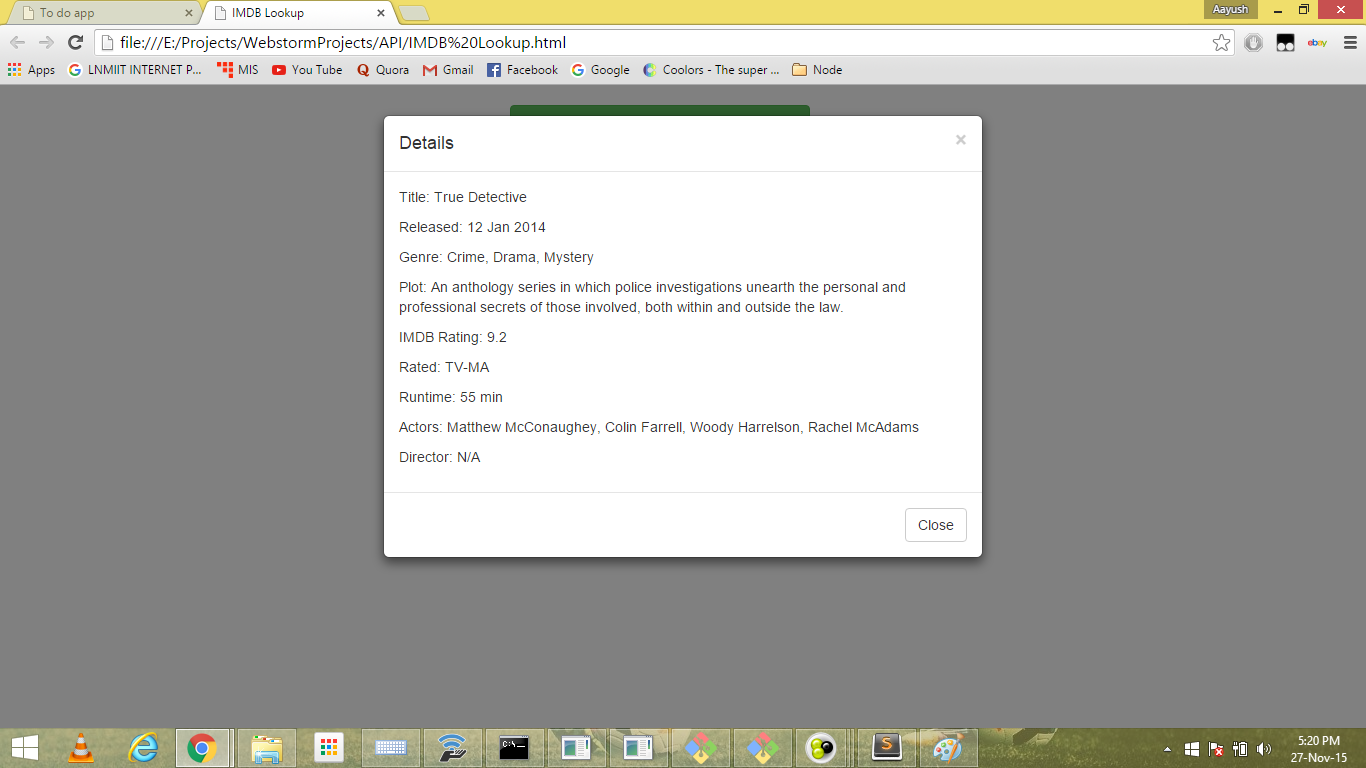 To do app
IMDB Lookup
Aayush
file:///E:/Projects/WebstormProjects/API/IMDB%20Lookup.html
ebay
Apps
LNMIIT INTERNET P...
MIS
You Tube
Quora
Gmail
Facebook
Google
Coolors - The super ...
Node
Details
×
Title: True Detective
Released: 12 Jan 2014
Genre: Crime, Drama, Mystery
Plot: An anthology series in which police investigations unearth the personal and
professional secrets of those involved, both within and outside the law.
IMDB Rating: 9.2
Rated: TV-MA
Runtime: 55 min
Actors: Matthew McConaughey, Colin Farrell, Woody Harrelson, Rachel McAdams
Director: N/A
Close
5:20 PM
27-Nov-15